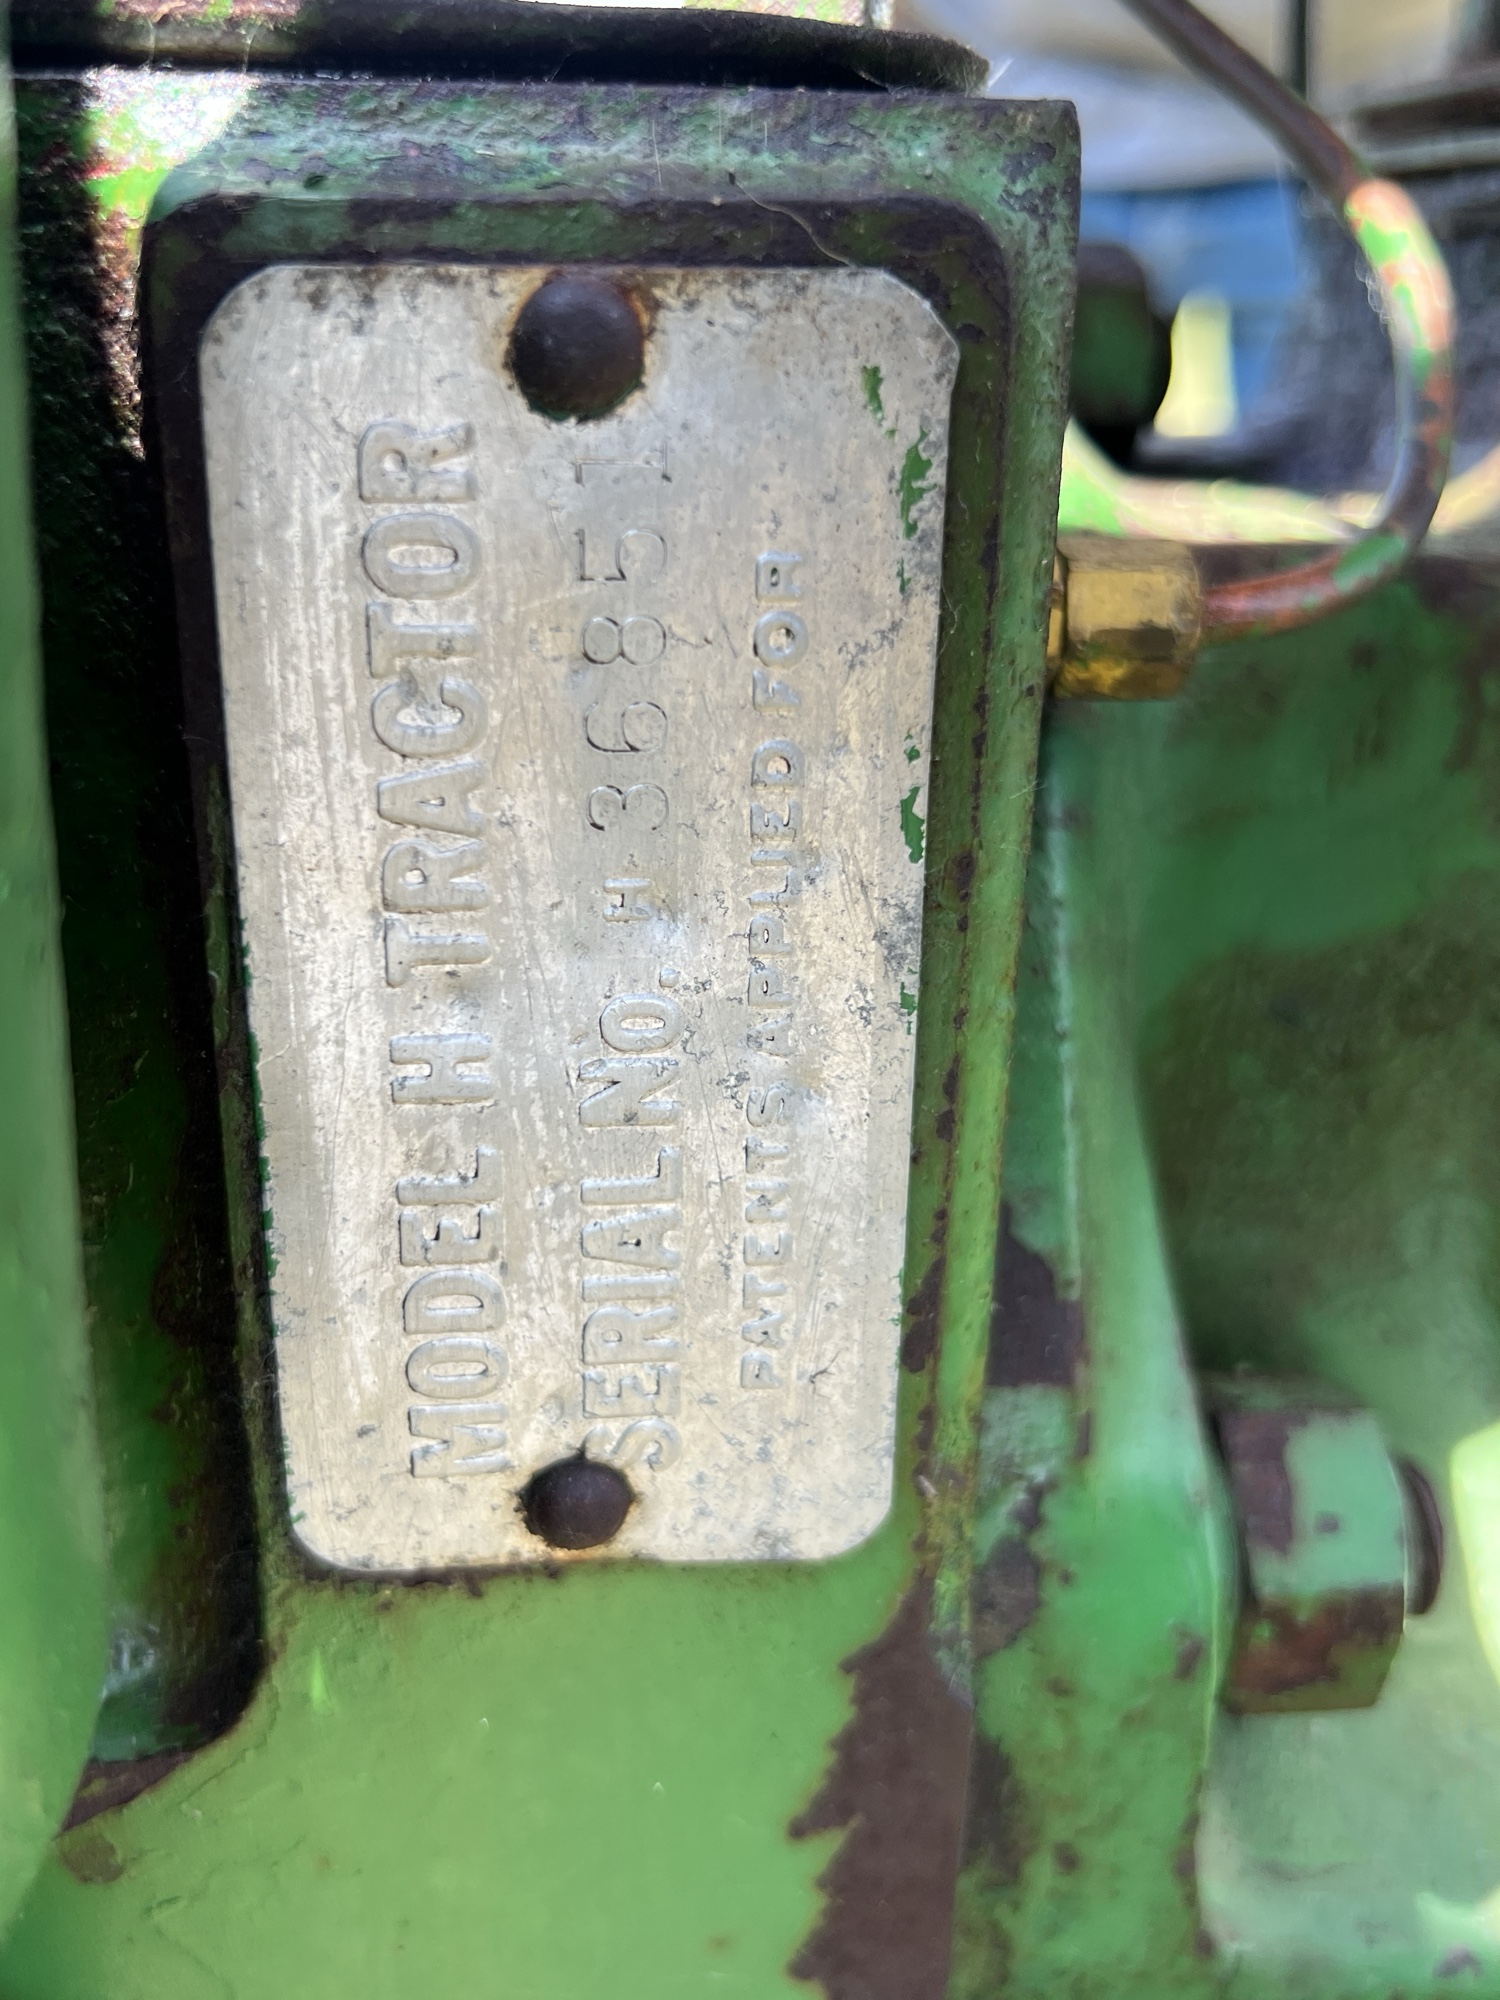 MODEL H TRACTOR
SERIAL NO. H 36851
PATENTS APPLIED FOR